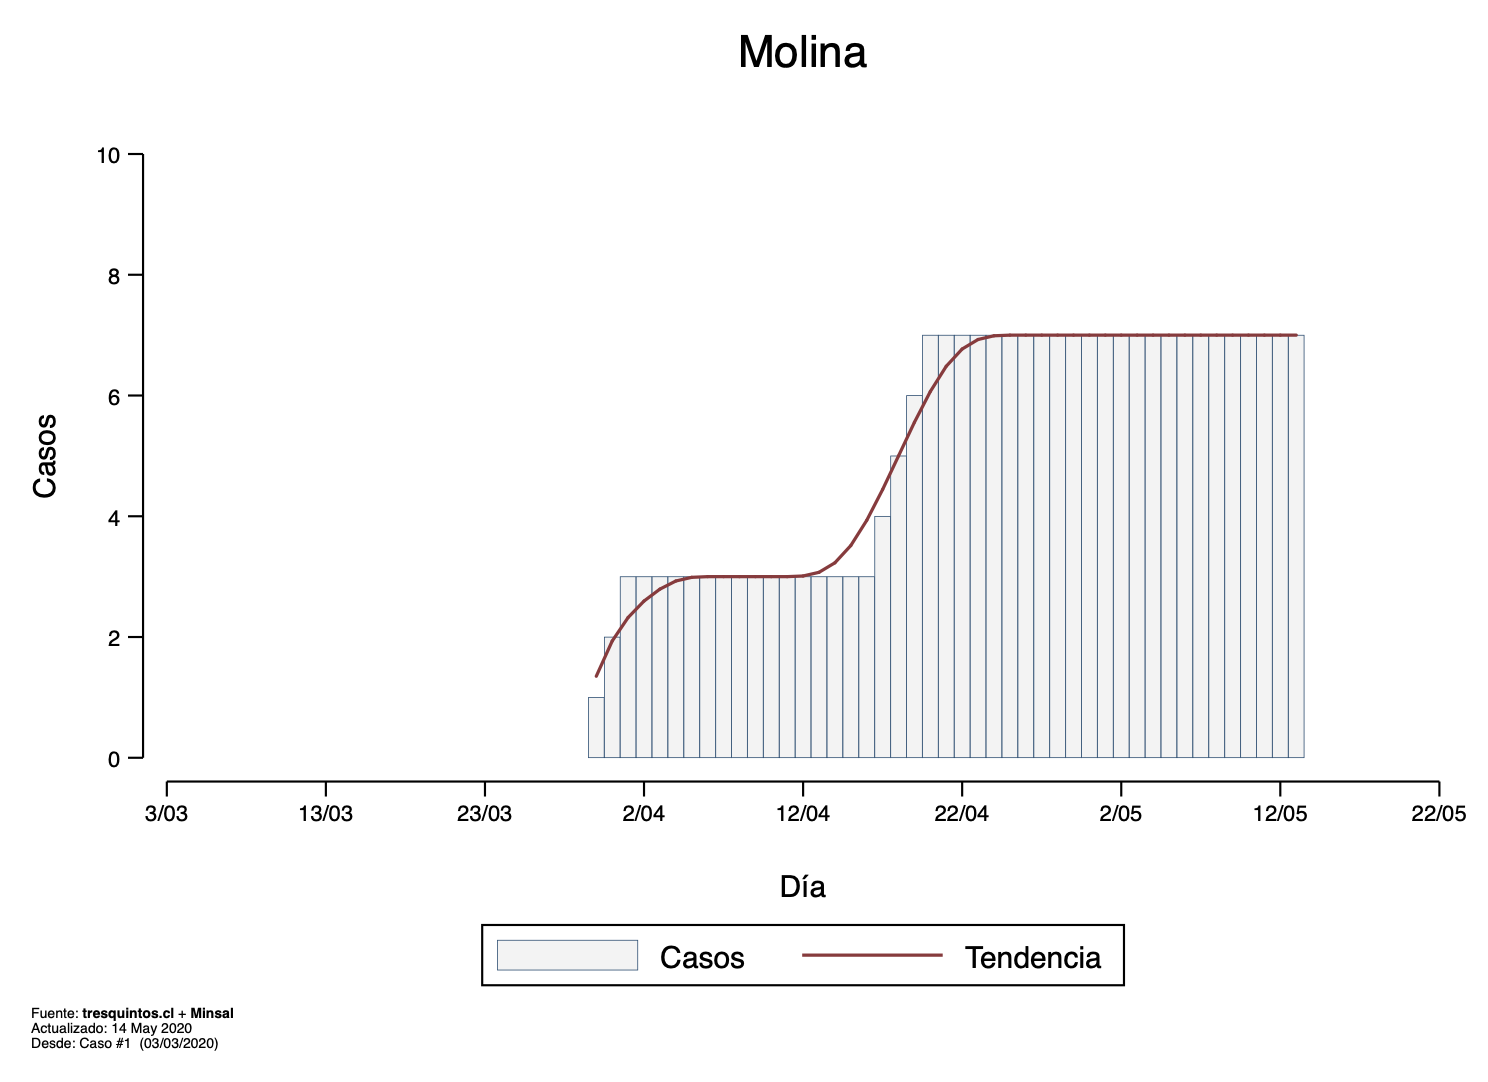 Molina
10
8
6
4
2
0
Casos
3/03 13/03 23/03 2/04 12/04 22/04 2/05 12/05 22/05
Día
Casos Tendencia
Fuente: tresquintos.cl + Minsal
Actualizado: 14 May 2020
Desde: Caso #1 (03/03/2020)